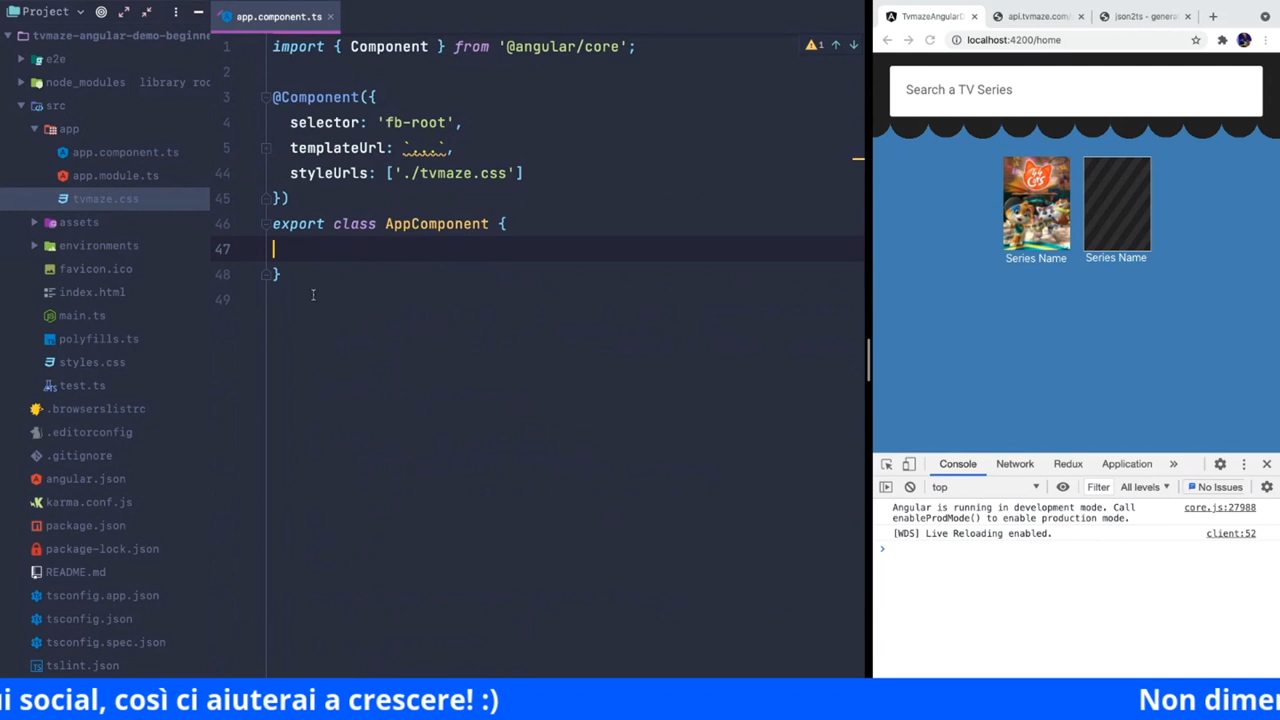 Project
app.component.ts
TvmazeAngularD
api.tvmaze.com/
json2ts - genera
localhost:4200/home
tvmaze-angular-demo-beginne
e2e
node_modules library roo
src
app
app.component.ts
app.module.ts
tvmaze.css
assets
environments
favicon.ico
index.html
main.ts
polyfills.ts
styles.css
test.ts
.browserslistrc
.editorconfig
.gitignore
angular.json
karma.conf.js
package.json
package-lock.json
README.md
tsconfig.app.json
tsconfig.json
tsconfig.spec.json
tslint.json
1 import { Component } from '@angular/core';
2
3 @Component({
4 selector: 'fb-root',
5 templateUrl: `...`,
44 styleUrls: ['./tvmaze.css']
45 })
46 export class AppComponent {
47
48 }
49
1
Search a TV Series
44 Cats
Series Name
Series Name
Console
Network
Redux
Application
top
Filter
All levels
No Issues
Angular is running in development mode. Call core.js:27988
enableProdMode() to enable production mode.
[WDS] Live Reloading enabled. client:52
ui social, così ci aiuterai a crescere! :)
Non dimen